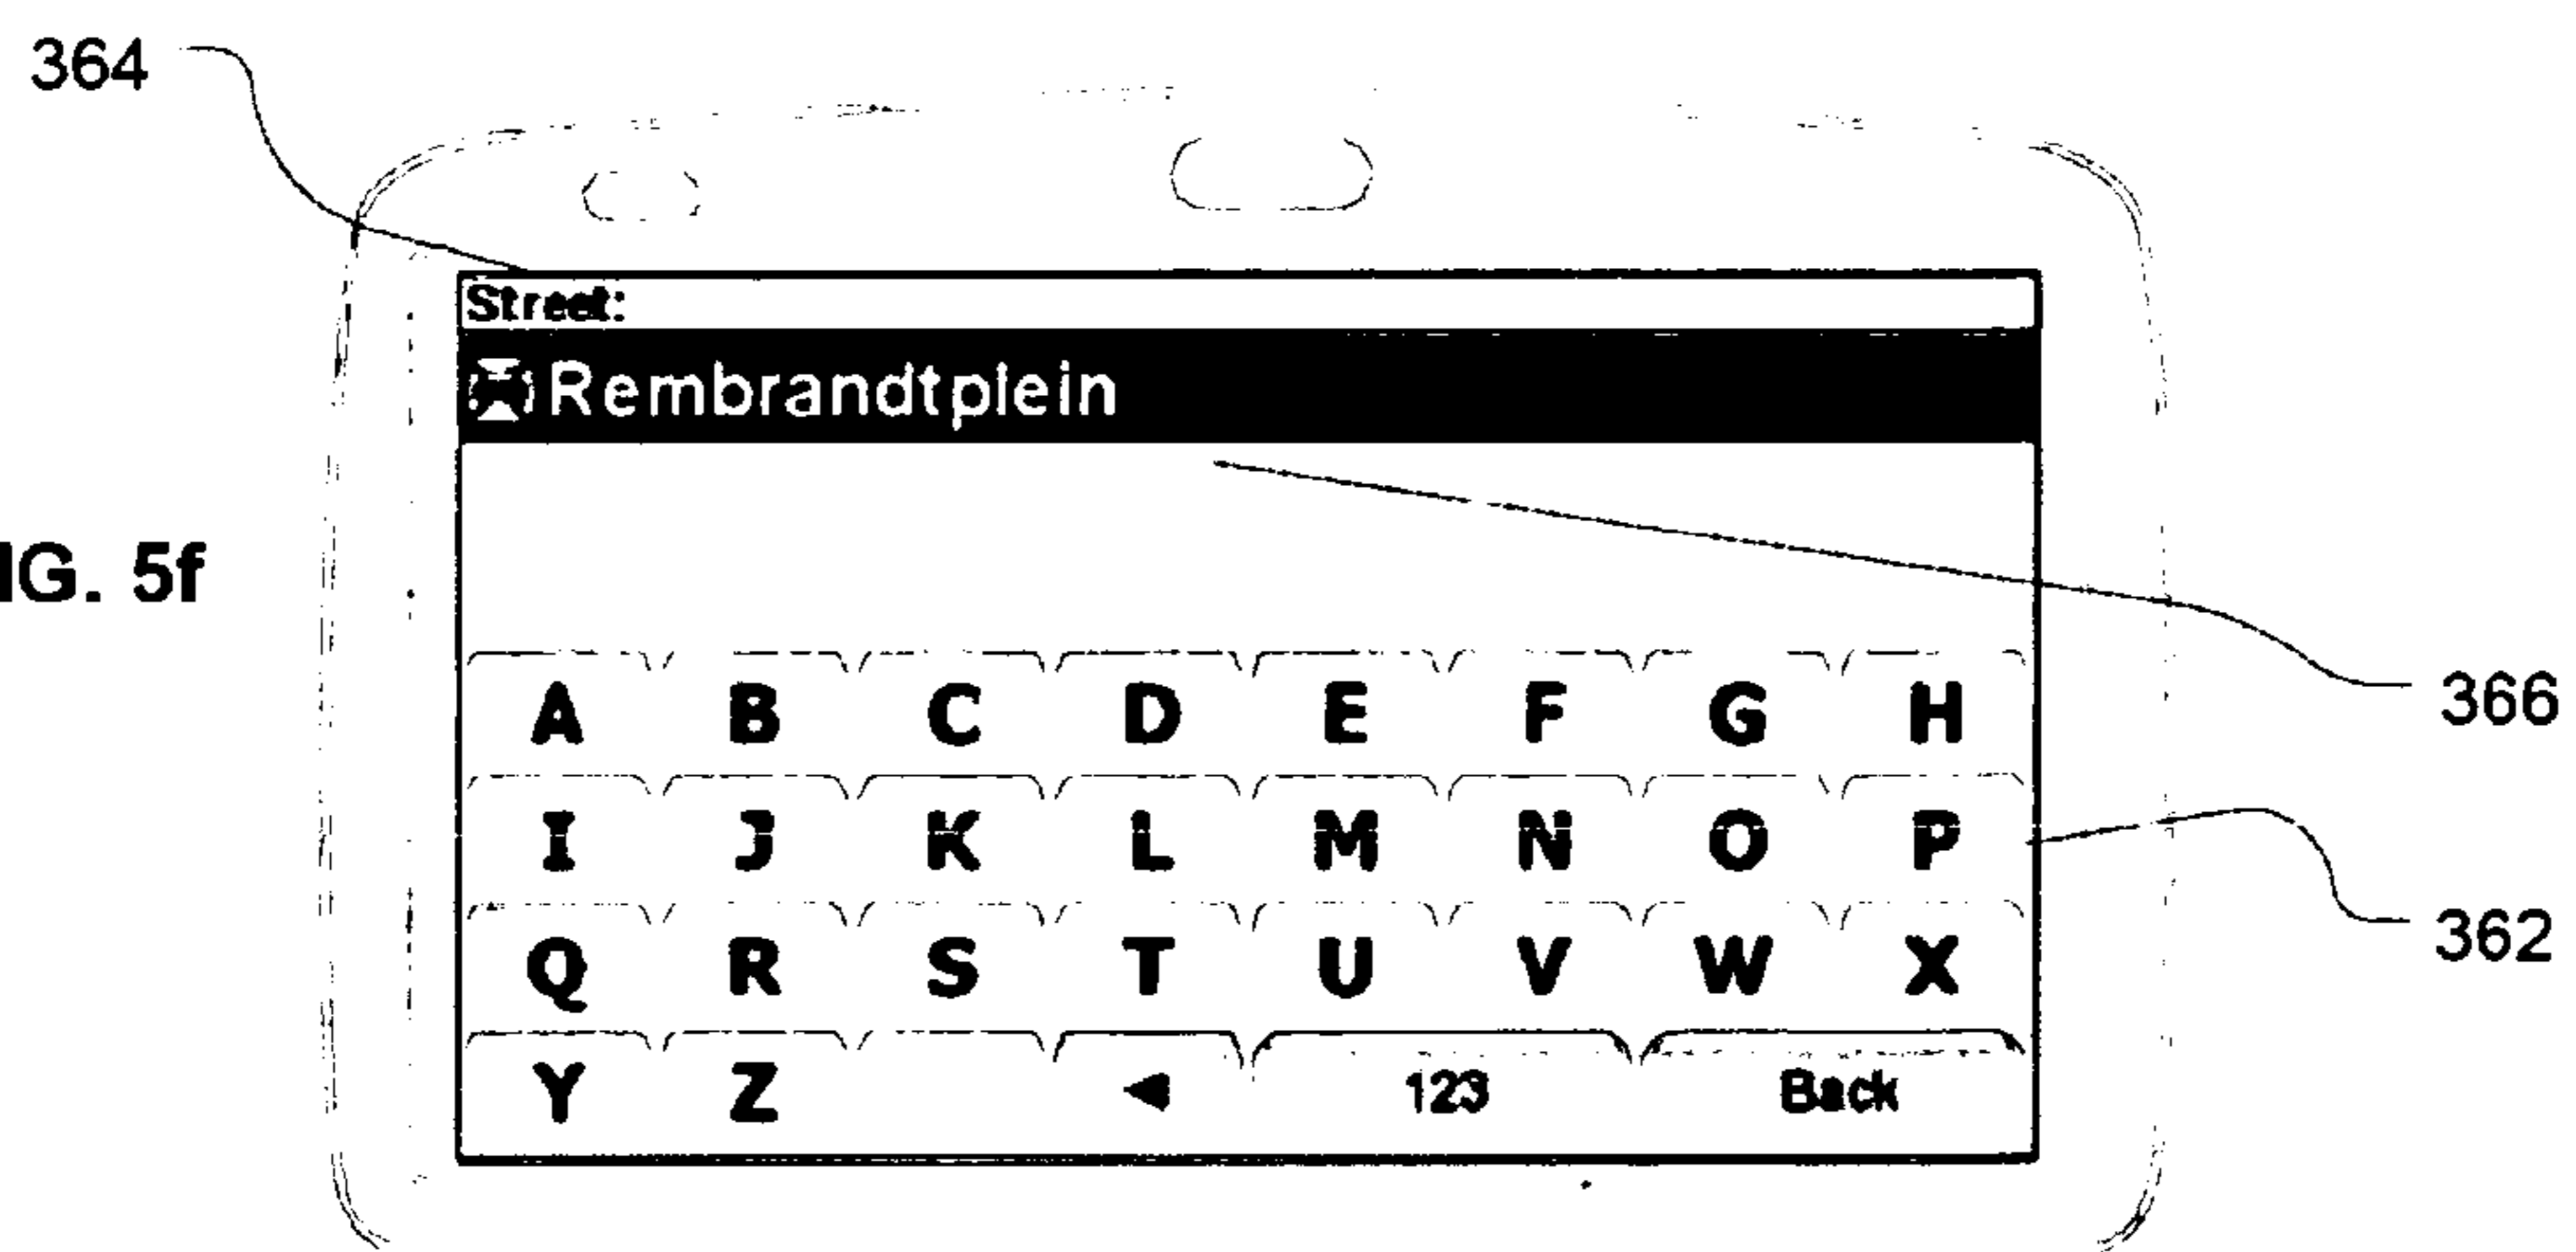 364
Street:
Rembrandtplein
IG. 5f
366
A B C D E F G H
I J K L M N O P
362
Q R S T U V W X
Y Z ◄ 123 Back